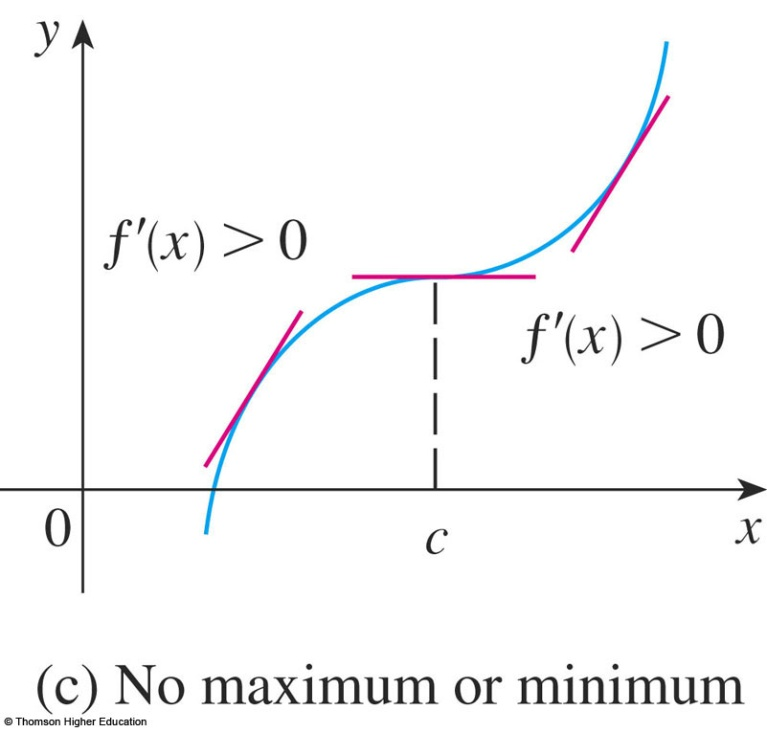 y
f′(x) > 0
f′(x) > 0
0
c
x
(c) No maximum or minimum
© Thomson Higher Education